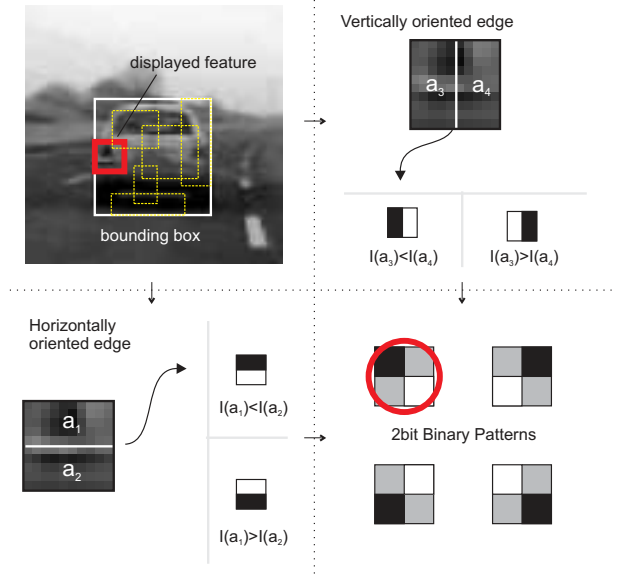 displayed feature
bounding box
Vertically oriented edge
a₃ a₄
I(a₃)<I(a₄)
I(a₃)>I(a₄)
Horizontally
oriented edge
a₁
a₂
I(a₁)<I(a₂)
I(a₁)>I(a₂)
2bit Binary Patterns